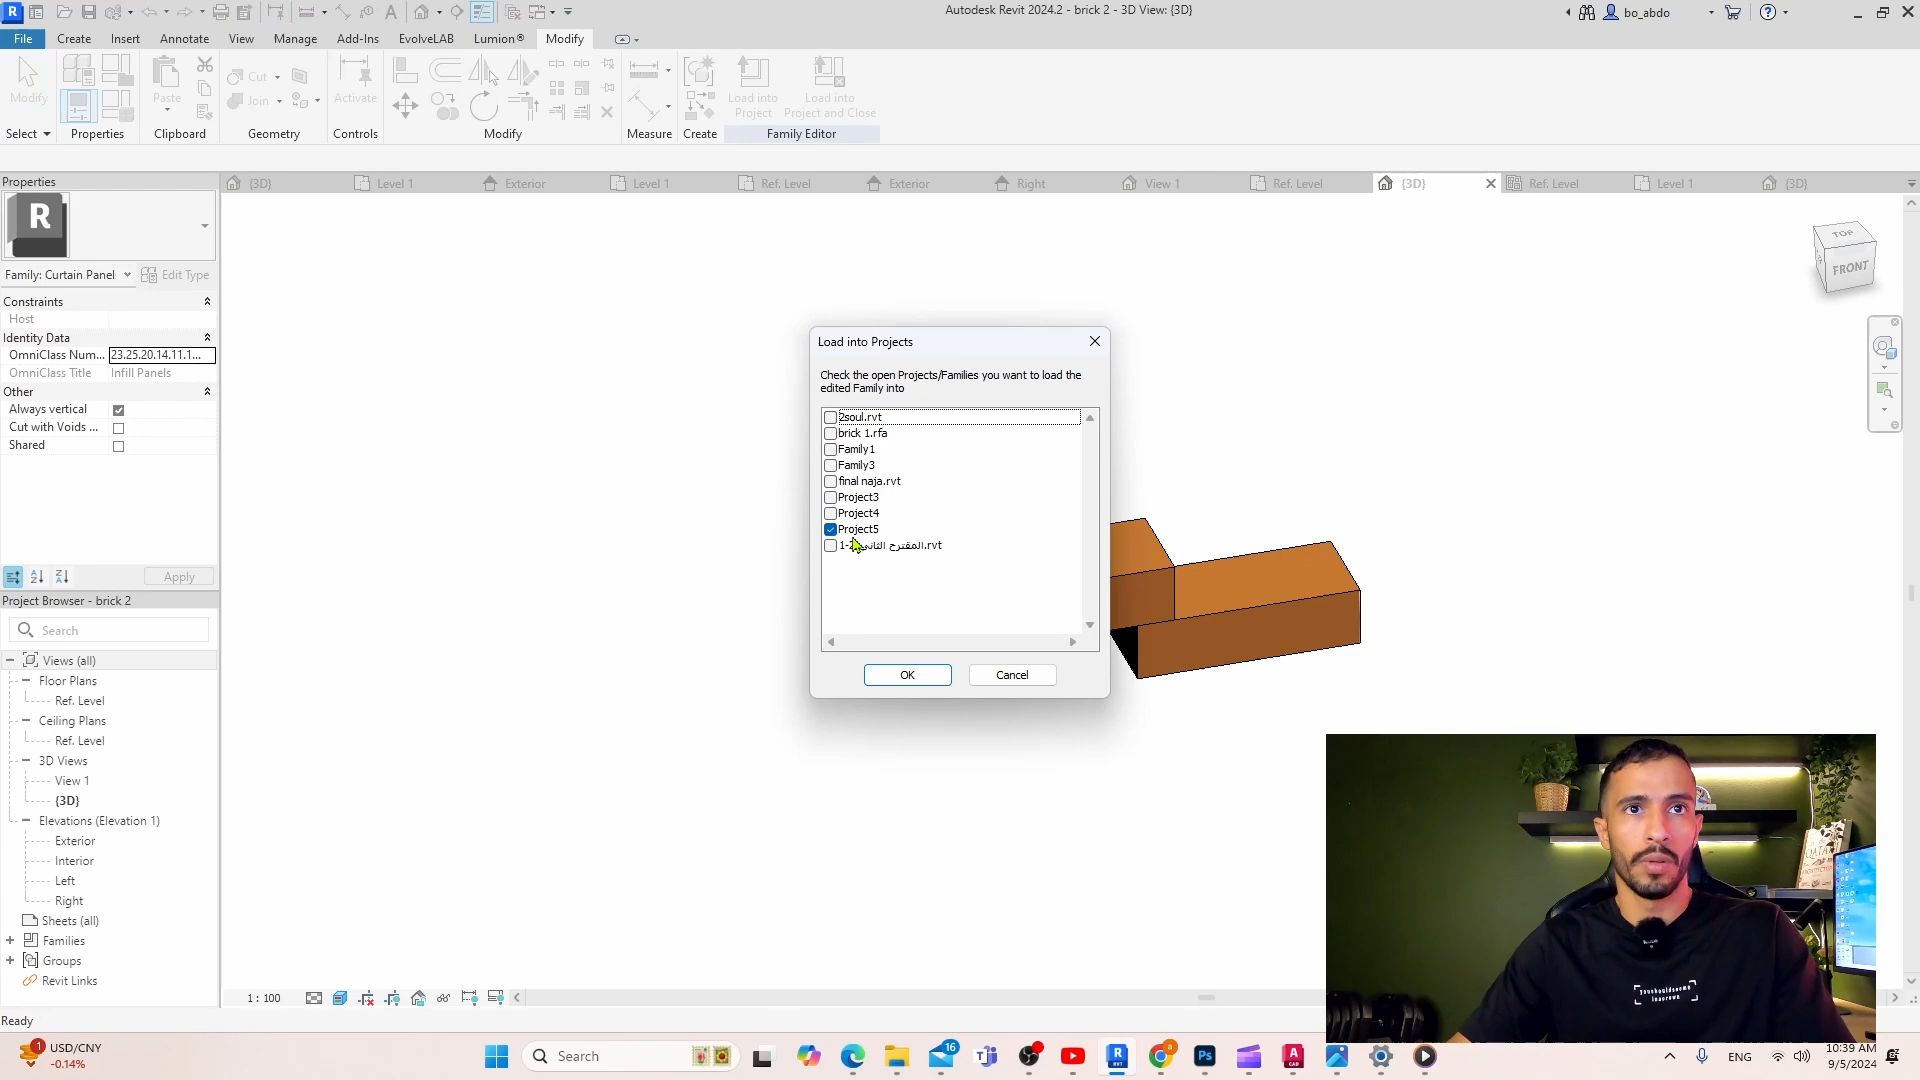 Autodesk Revit 2024.2 - brick 2 - 3D View: {3D}
bo_abdo
File Create Insert Annotate View Manage Add-Ins EvolveLAB Lumion® Modify
Modify
Paste
Cut
Join
Activate
Load into Project
Load into Project and Close
Select Properties Clipboard Geometry Controls Modify Measure Create Family Editor
Properties
{3D} Level 1 Exterior Level 1 Ref. Level Exterior Right View 1 Ref. Level {3D} Ref. Level Level 1 {3D}
R
Family: Curtain Panel
Edit Type
Constraints
Host
Identity Data
OmniClass Num... 23.25.20.14.11.1...
OmniClass Title Infill Panels
Other
Always vertical
Cut with Voids ...
Shared
Apply
Project Browser - brick 2
Search
Views (all)
Floor Plans
Ref. Level
Ceiling Plans
Ref. Level
3D Views
View 1
{3D}
Elevations (Elevation 1)
Exterior
Interior
Left
Right
Sheets (all)
Families
Groups
Revit Links
TOP
FRONT
Load into Projects
Check the open Projects/Families you want to load the
edited Family into
2soul.rvt
brick 1.rfa
Family1
Family3
final naja.rvt
Project3
Project4
Project5
المقترح الثاني 2-1.rvt
OK Cancel
1 : 100
Ready
USD/CNY
-0.14%
1
Search
16
ENG
10:39 AM
9/5/2024